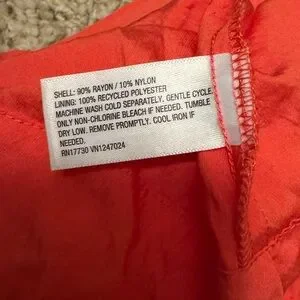 SHELL: 90% RAYON / 10% NYLON
LINING: 100% RECYCLED POLYESTER
MACHINE WASH COLD SEPARATELY. GENTLE CYCLE.
ONLY NON-CHLORINE BLEACH IF NEEDED. TUMBLE
DRY LOW. REMOVE PROMPTLY. COOL IRON IF
NEEDED.
RN17730 VN1247024